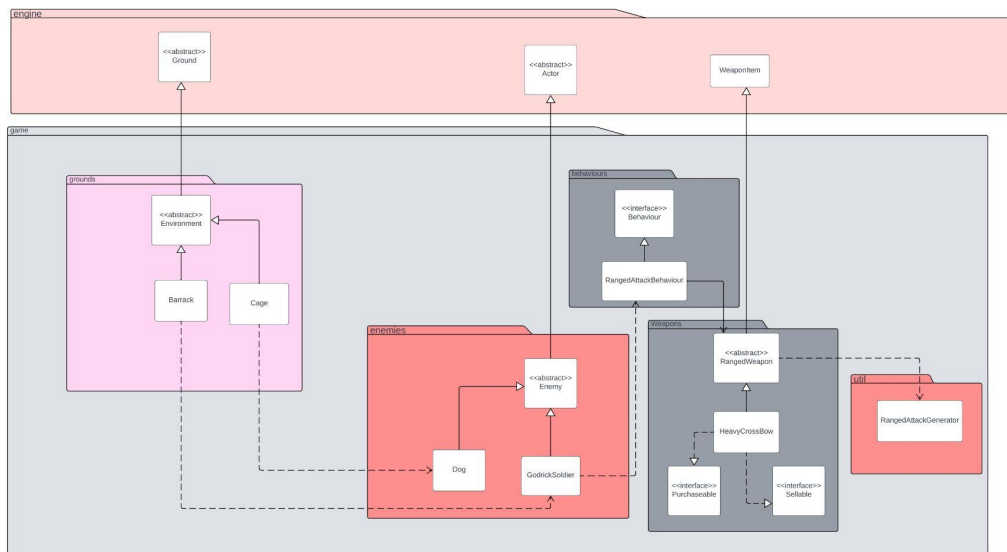 engine
<<abstract>>
Ground
<<abstract>>
Actor
WeaponItem
game
grounds
<<abstract>>
Environment
Barrack
Cage
behaviours
<<interface>>
Behaviour
RangedAttackBehaviour
enemies
<<abstract>>
Enemy
Dog
GodrickSoldier
Weapons
<<abstract>>
RangedWeapon
HeavyCrossBow
<<interface>>
Purchaseable
<<interface>>
Sellable
util
RangedAttackGenerator